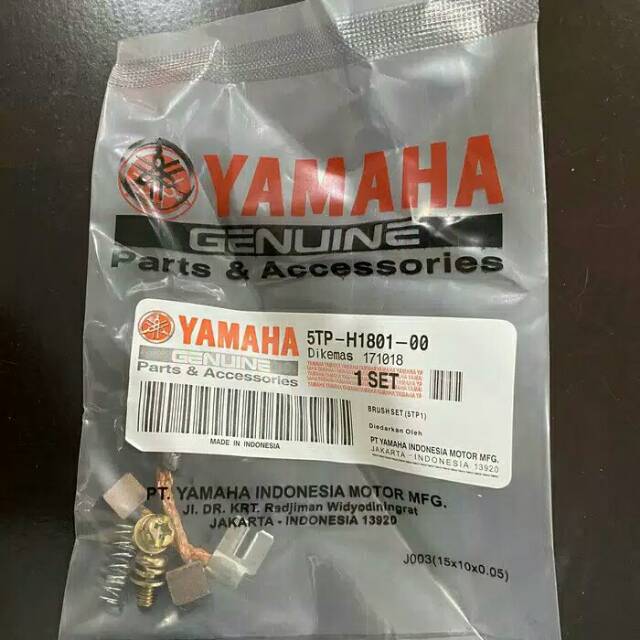 YAMAHA
GENUINE
Parts & Accessories
YAMAHA
GENUINE
Parts & Accessories
MADE IN INDONESIA
5TP-H1801-00
Dikemas 171018
1 SET
BRUSH SET (5TP1)
Diedarkan Oleh
PT YAMAHA INDONESIA MOTOR MFG.
JAKARTA - INDONESIA 13920
PT. YAMAHA INDONESIA MOTOR MFG.
Jl. DR. KRT. Radjiman Widyodiningrat
JAKARTA - INDONESIA 13920
J003(15x10x0.05)